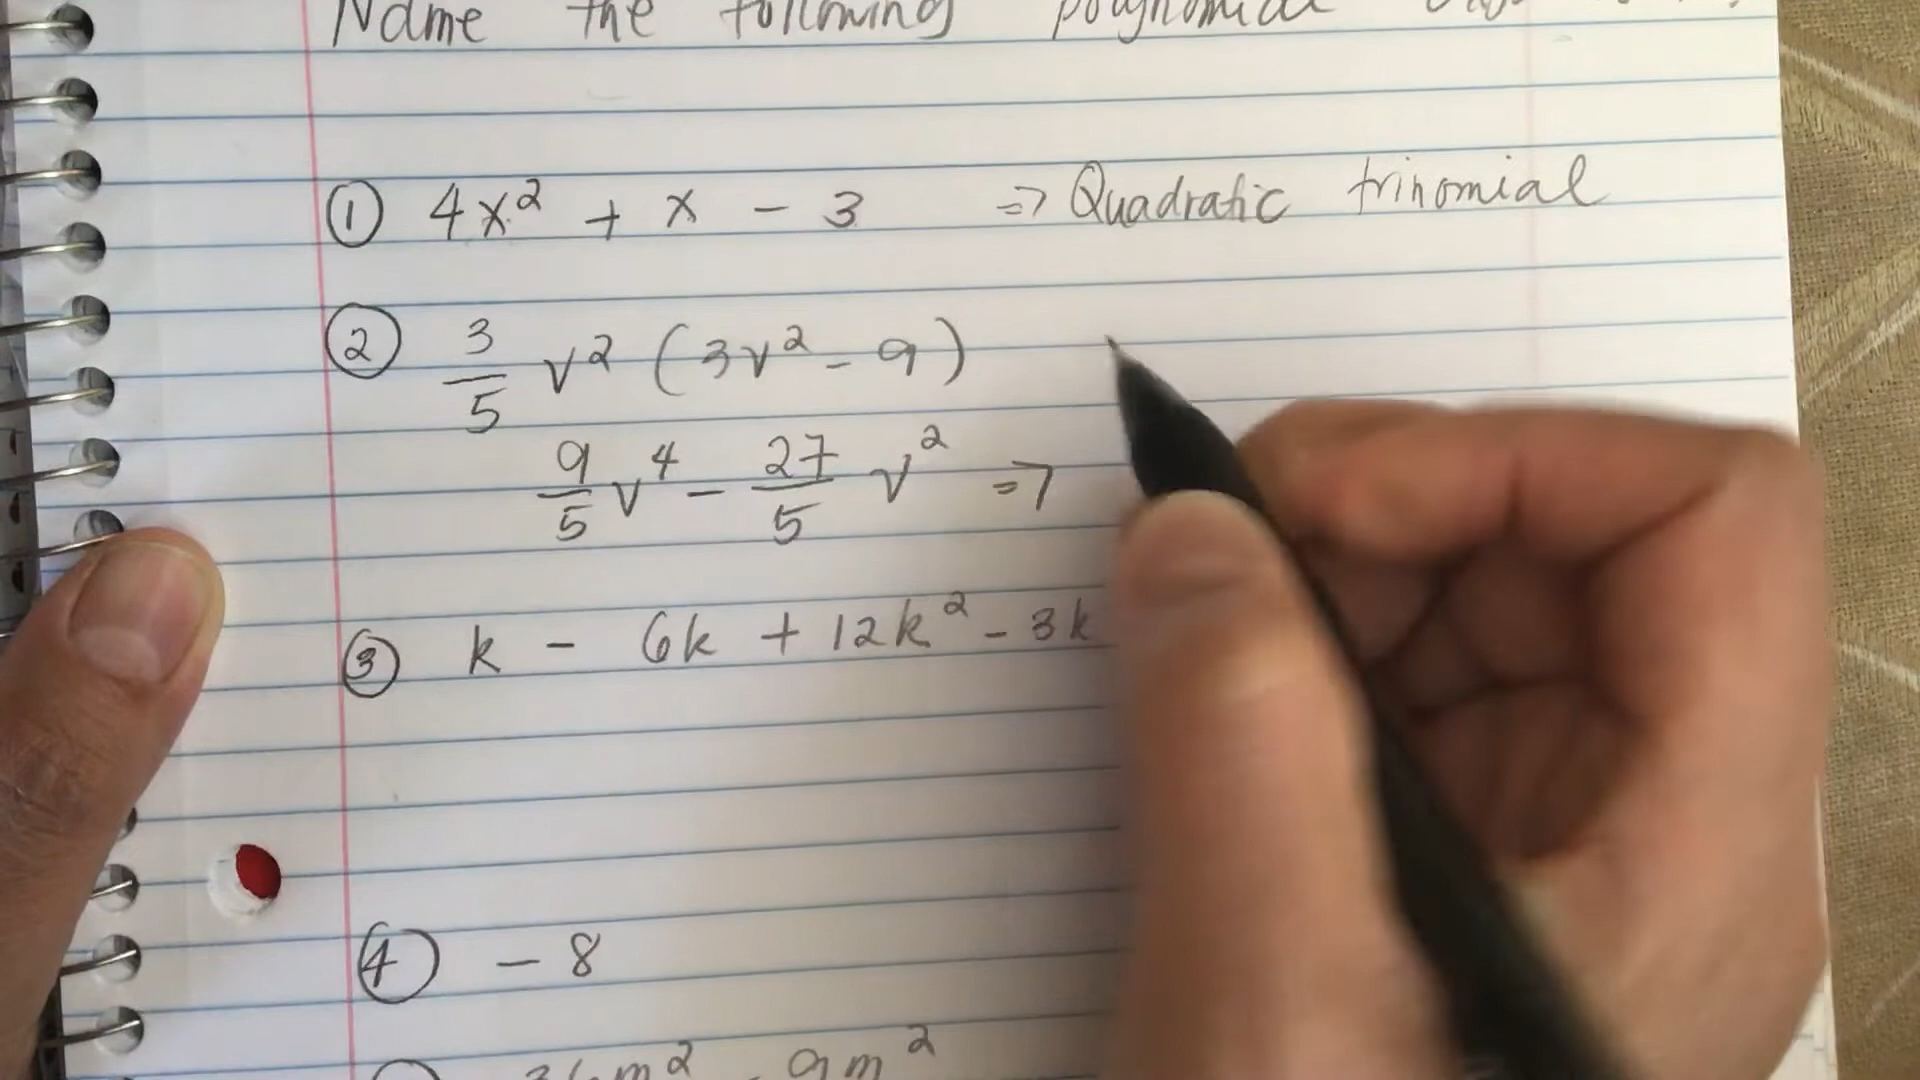 Name the following polynomial
① 4x² + x - 3 => Quadratic trinomial
② 3/5 v² (3v² - 9)
9/5 v⁴ - 27/5 v² =>
③ k - 6k + 12k² - 3k
④ - 8
9m²